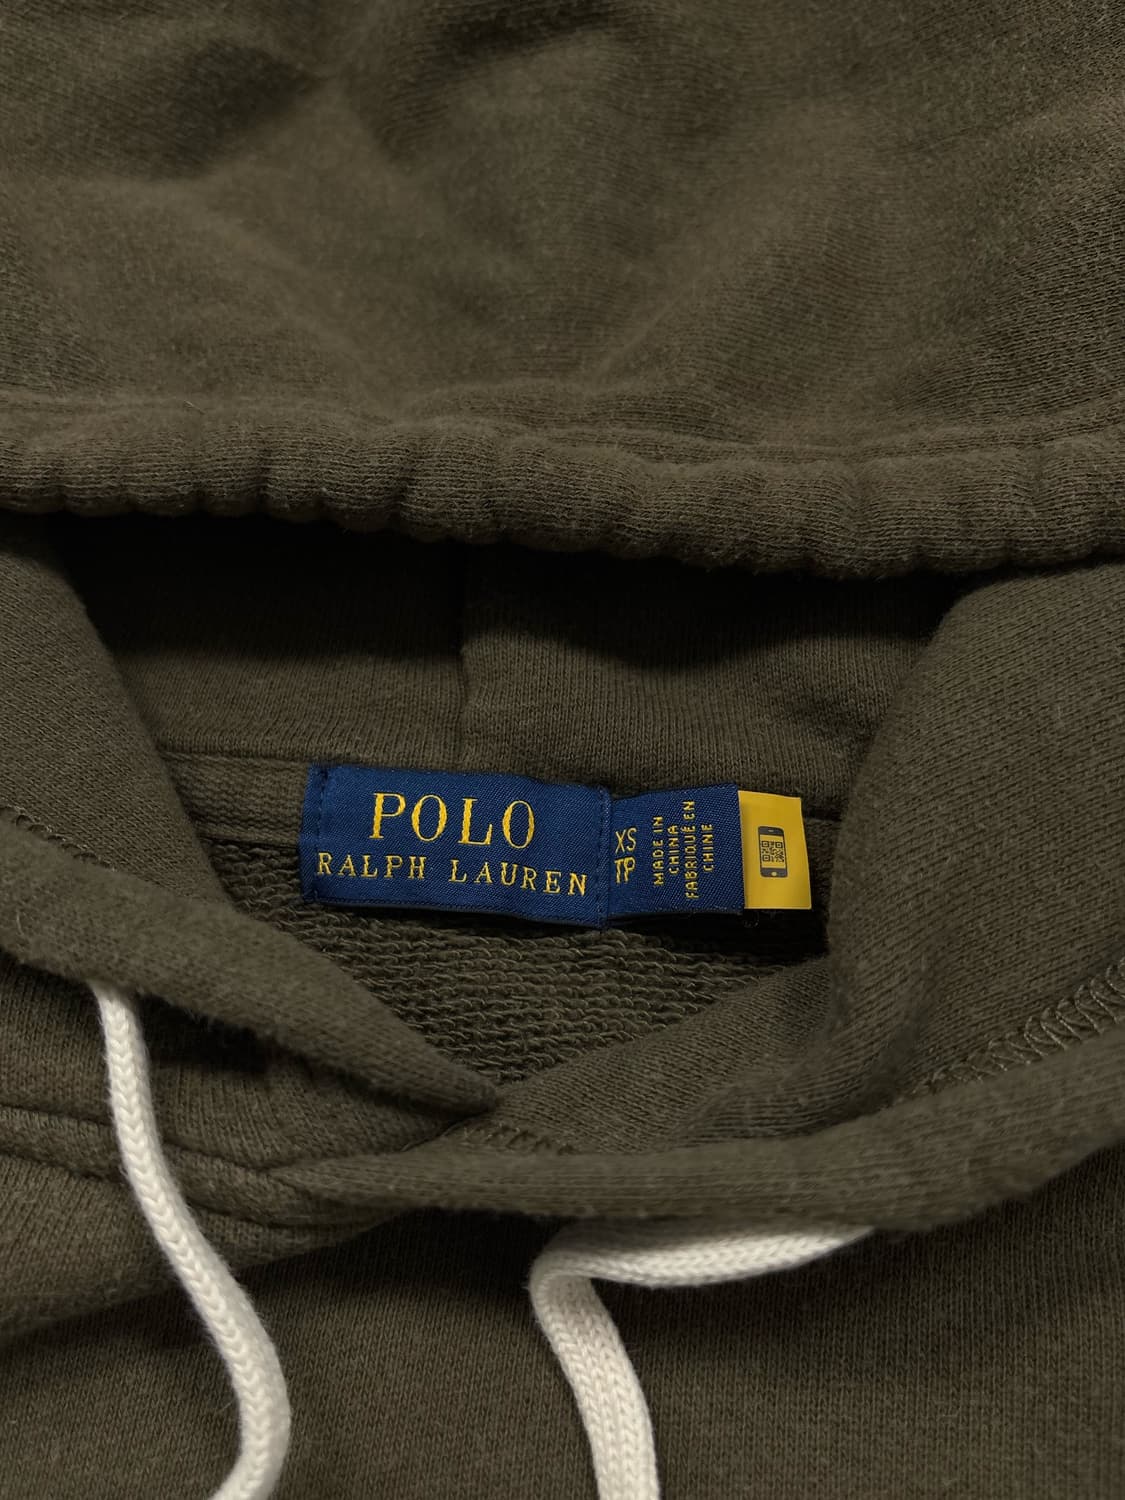 POLO
RALPH LAUREN
XS
TP
MADE IN
CHINA
FABRIQUÉ EN
CHINE